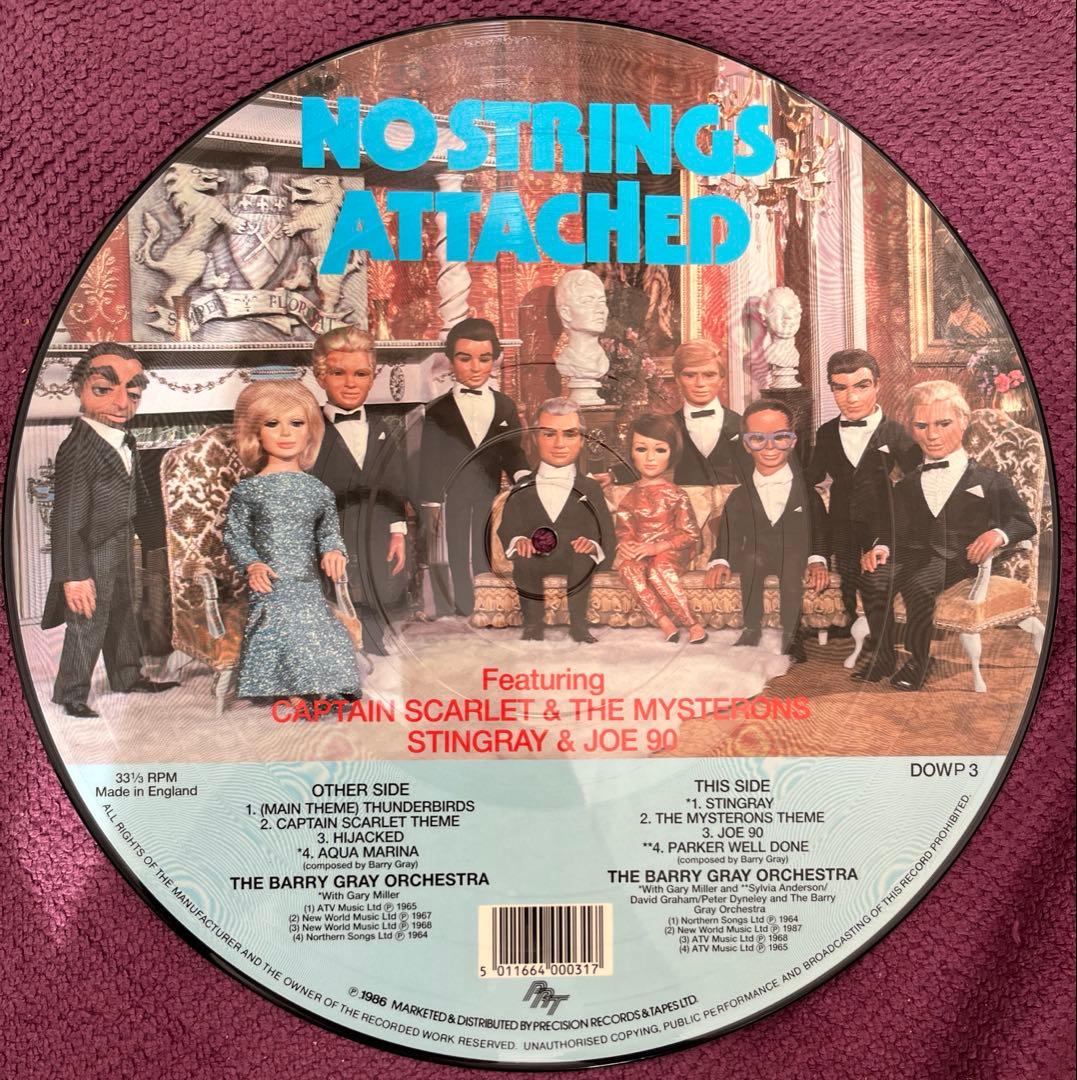 NO STRINGS
ATTACHED
Featuring
CAPTAIN SCARLET & THE MYSTERONS
STINGRAY & JOE 90
33⅓ RPM
Made in England
DOWP 3
OTHER SIDE
1. (MAIN THEME) THUNDERBIRDS
2. CAPTAIN SCARLET THEME
3. HIJACKED
*4. AQUA MARINA
(composed by Barry Gray)
THE BARRY GRAY ORCHESTRA
*With Gary Miller
(1) ATV Music Ltd ℗ 1965
(2) New World Music Ltd ℗ 1967
(3) New World Music Ltd ℗ 1968
(4) Northern Songs Ltd ℗ 1964
THIS SIDE
*1. STINGRAY
2. THE MYSTERONS THEME
3. JOE 90
**4. PARKER WELL DONE
(composed by Barry Gray)
THE BARRY GRAY ORCHESTRA
*With Gary Miller and **Sylvia Anderson/
David Graham/Peter Dyneley and The Barry
Gray Orchestra
(1) Northern Songs Ltd ℗ 1964
(2) New World Music Ltd ℗ 1987
(3) ATV Music Ltd ℗ 1968
(4) ATV Music Ltd ℗ 1965
5 011664 000317
PRT
℗ 1986 MARKETED & DISTRIBUTED BY PRECISION RECORDS & TAPES LTD.
ALL RIGHTS OF THE MANUFACTURER AND THE OWNER OF THE RECORDED WORK RESERVED. UNAUTHORISED COPYING, PUBLIC PERFORMANCE AND BROADCASTING OF THIS RECORD PROHIBITED.